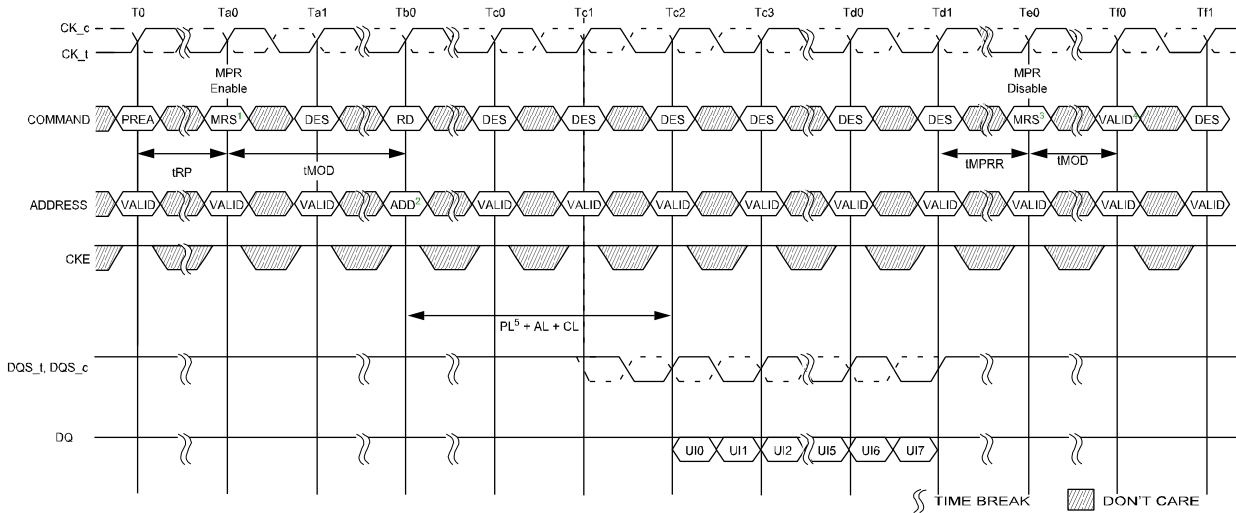 T0 Ta0 Ta1 Tb0 Tc0 Tc1 Tc2 Tc3 Td0 Td1 Te0 Tf0 Tf1
CK_c
CK_t
MPR
Enable
MPR
Disable
COMMAND PREA MRS1 DES RD DES DES DES DES DES DES MRS3 VALID4 DES
tRP tMOD tMPRR tMOD
ADDRESS VALID VALID VALID ADD2 VALID VALID VALID VALID VALID VALID VALID VALID VALID
CKE
PL5 + AL + CL
DQS_t, DQS_c
DQ
UI0 UI1 UI2 UI5 UI6 UI7
TIME BREAK DON'T CARE